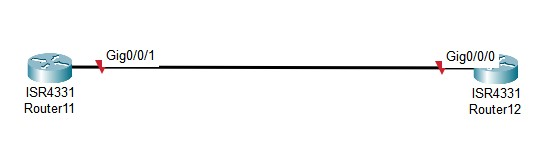 Gig0/0/1
Gig0/0/0
ISR4331
Router11
ISR4331
Router12